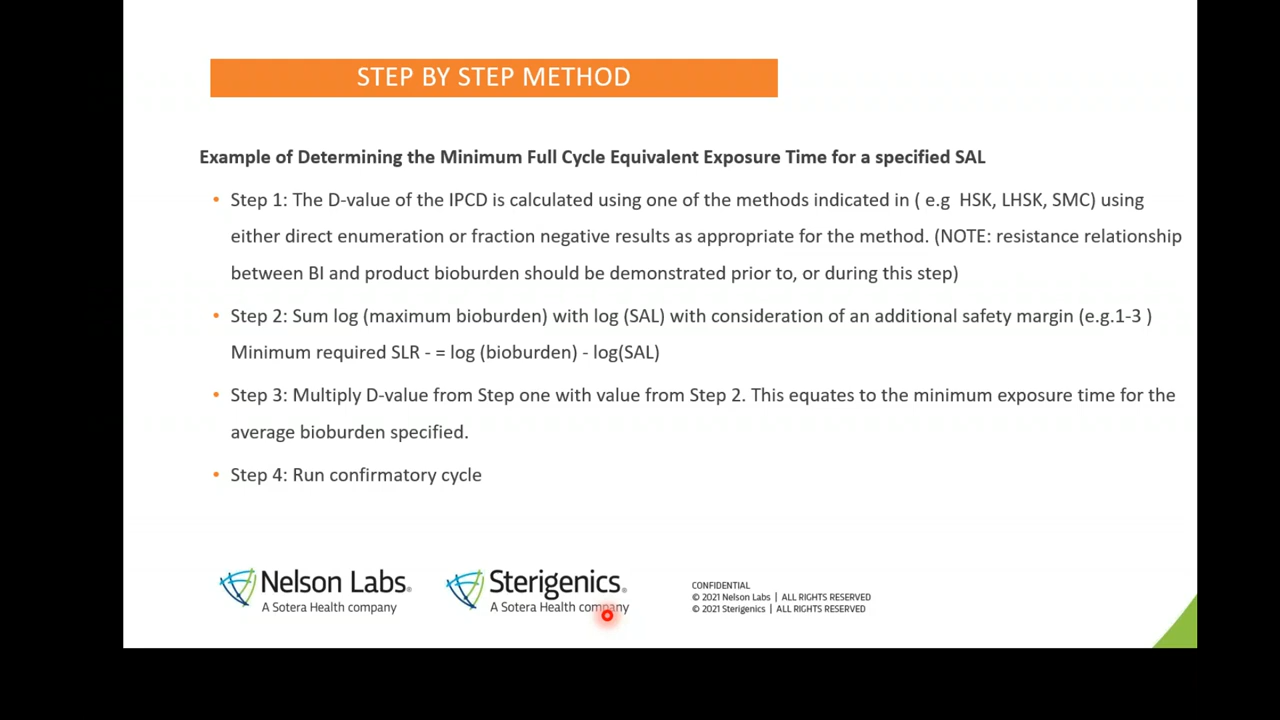 STEP BY STEP METHOD
Example of Determining the Minimum Full Cycle Equivalent Exposure Time for a specified SAL
• Step 1: The D-value of the IPCD is calculated using one of the methods indicated in ( e.g HSK, LHSK, SMC) using
either direct enumeration or fraction negative results as appropriate for the method. (NOTE: resistance relationship
between BI and product bioburden should be demonstrated prior to, or during this step)
• Step 2: Sum log (maximum bioburden) with log (SAL) with consideration of an additional safety margin (e.g.1-3 )
Minimum required SLR - = log (bioburden) - log(SAL)
• Step 3: Multiply D-value from Step one with value from Step 2. This equates to the minimum exposure time for the
average bioburden specified.
• Step 4: Run confirmatory cycle
Nelson Labs®
A Sotera Health company
Sterigenics®
A Sotera Health company
CONFIDENTIAL
© 2021 Nelson Labs | ALL RIGHTS RESERVED
© 2021 Sterigenics | ALL RIGHTS RESERVED